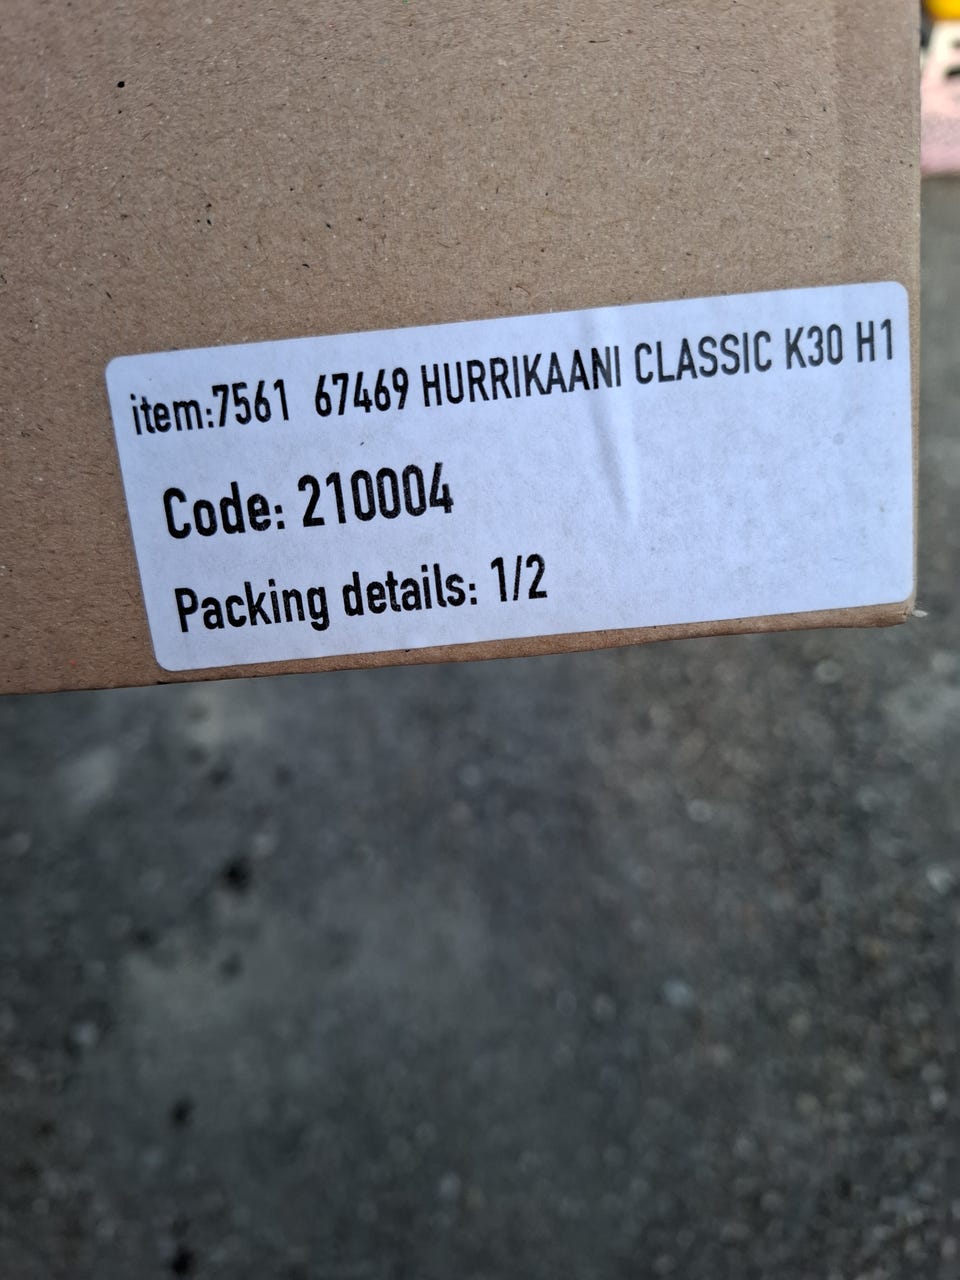 item:7561 67469 HURRIKAANI CLASSIC K30 H1
Code: 210004
Packing details: 1/2